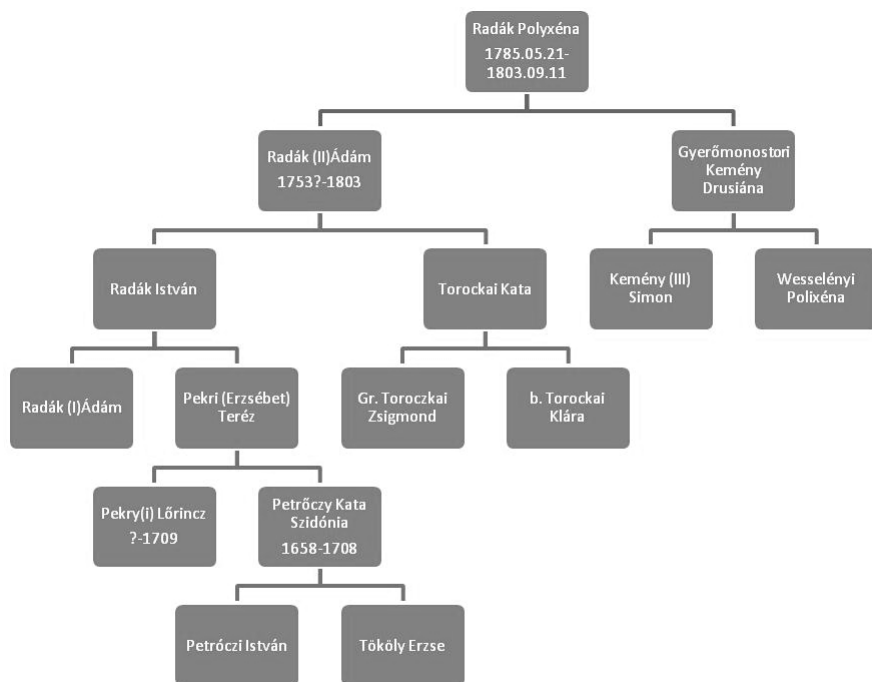 Radák Polyxéna
1785.05.21-
1803.09.11
Radák (II)Ádám
1753?-1803
Gyerőmonostori
Kemény
Drusiána
Radák István
Torockai Kata
Kemény (III)
Simon
Wesselényi
Polixéna
Radák (I)Ádám
Pekri (Erzsébet)
Teréz
Gr. Toroczkai
Zsigmond
b. Torockai
Klára
Pekry(i) Lőrincz
?-1709
Petrőczy Kata
Szidónia
1658-1708
Petróczi István
Tököly Erzse